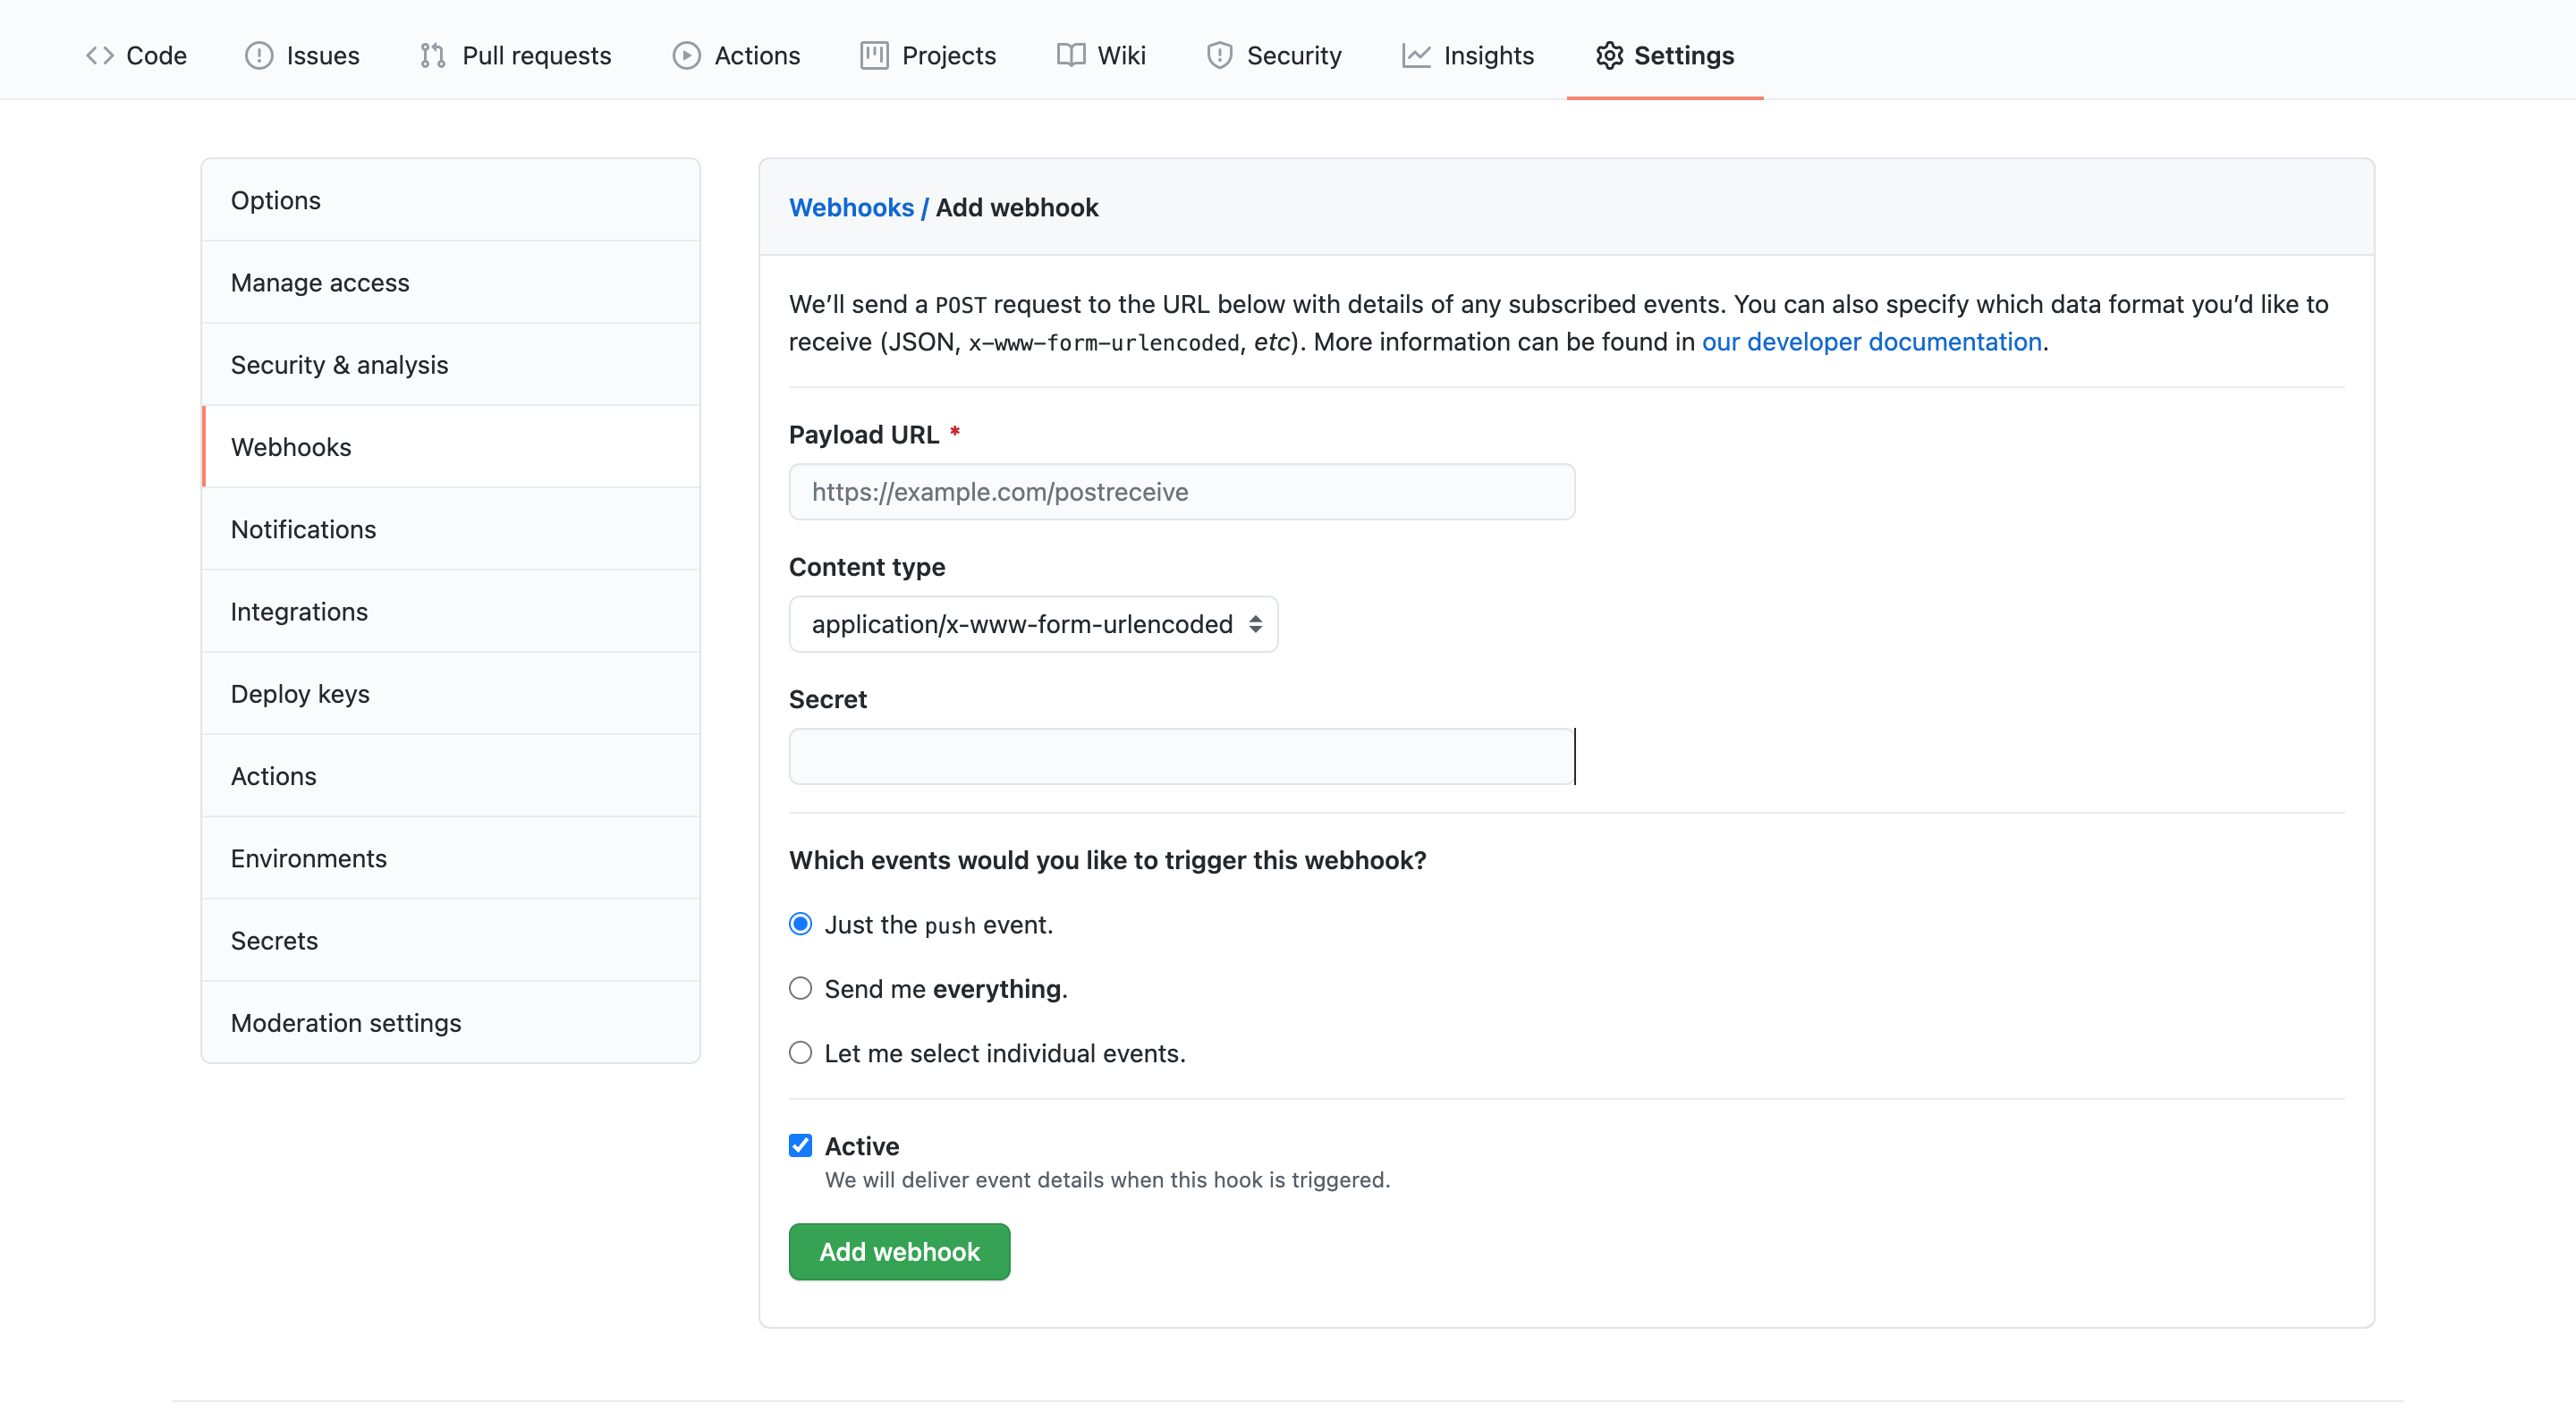 Code Issues Pull requests Actions Projects Wiki Security Insights Settings
Options
Manage access
Security & analysis
Webhooks
Notifications
Integrations
Deploy keys
Actions
Environments
Secrets
Moderation settings
Webhooks / Add webhook
We’ll send a POST request to the URL below with details of any subscribed events. You can also specify which data format you’d like to
receive (JSON, x-www-form-urlencoded, etc). More information can be found in our developer documentation.
Payload URL *
https://example.com/postreceive
Content type
application/x-www-form-urlencoded
Secret
Which events would you like to trigger this webhook?
Just the push event.
Send me everything.
Let me select individual events.
Active
We will deliver event details when this hook is triggered.
Add webhook